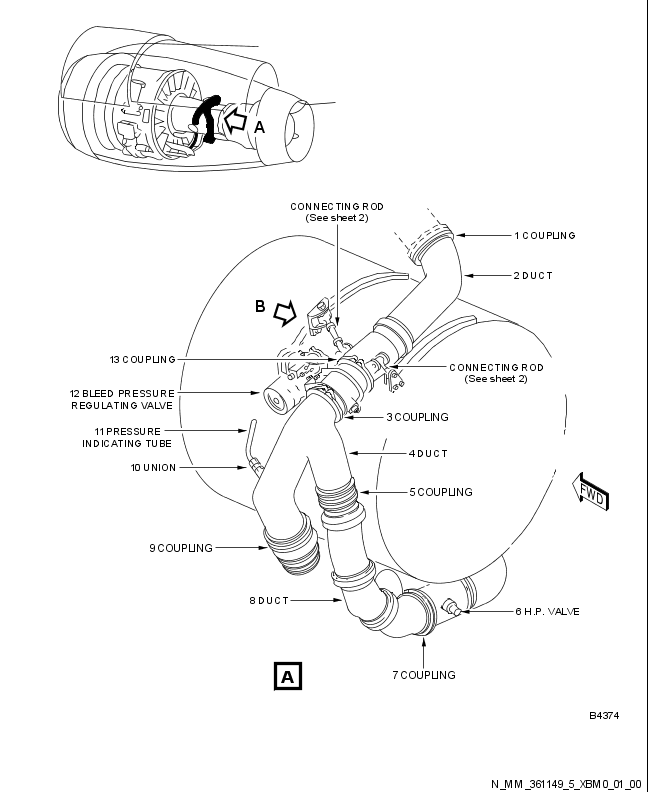 A
CONNECTING ROD
(See sheet 2)
1 COUPLING
2 DUCT
B
13 COUPLING
CONNECTING ROD
(See sheet 2)
12 BLEED PRESSURE
REGULATING VALVE
3 COUPLING
11 PRESSURE
INDICATING TUBE
4 DUCT
10 UNION
5 COUPLING
FWD
9 COUPLING
8 DUCT
6 H.P. VALVE
7 COUPLING
A
B4374
N_MM_361149_5_XBM0_01_00